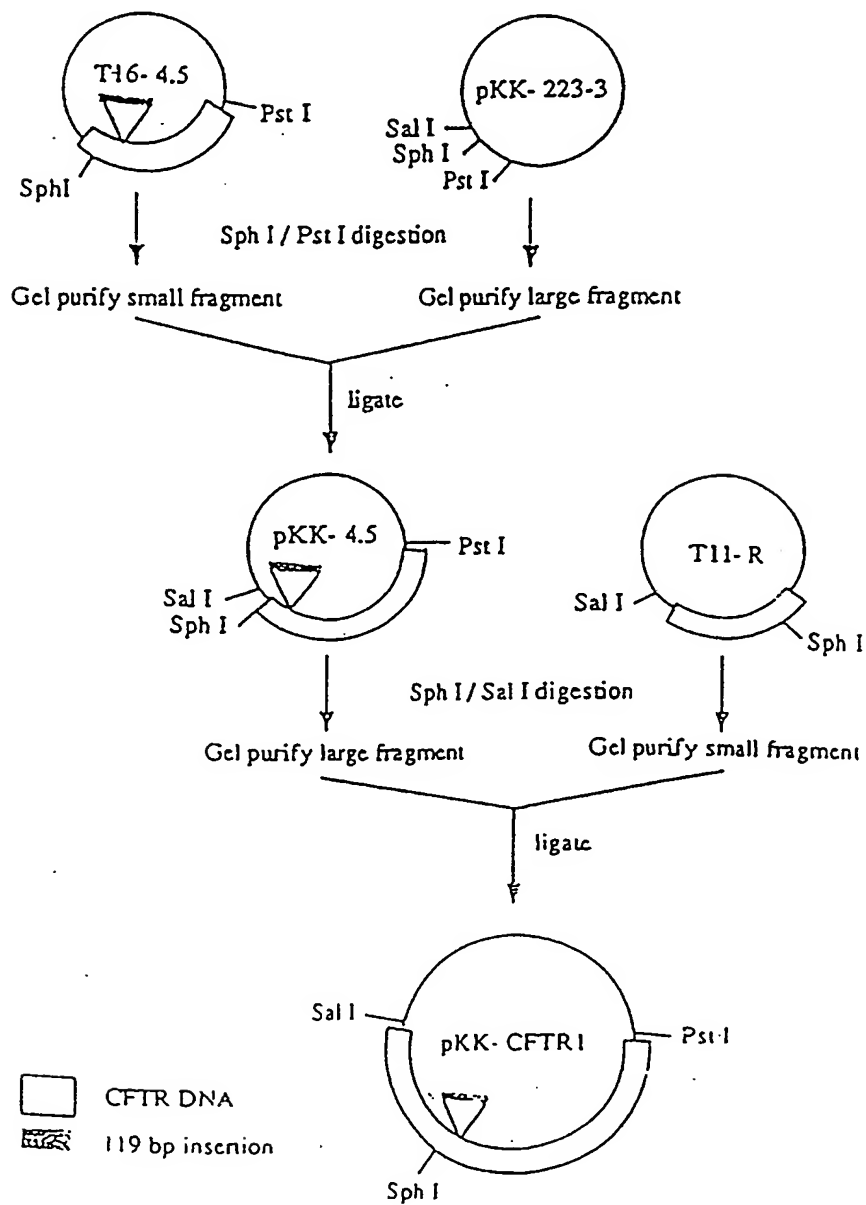 T16-4.5
Pst I
SphI
pKK-223-3
Sal I
Sph I
Pst I
Sph I / Pst I digestion
Gel purify small fragment
Gel purify large fragment
ligate
pKK-4.5
Pst I
Sal I
Sph I
T11-R
Sal I
Sph I
Sph I / Sal I digestion
Gel purify large fragment
Gel purify small fragment
ligate
Sal I
pKK-CFTR1
Pst I
Sph I
CFTR DNA
119 bp insertion